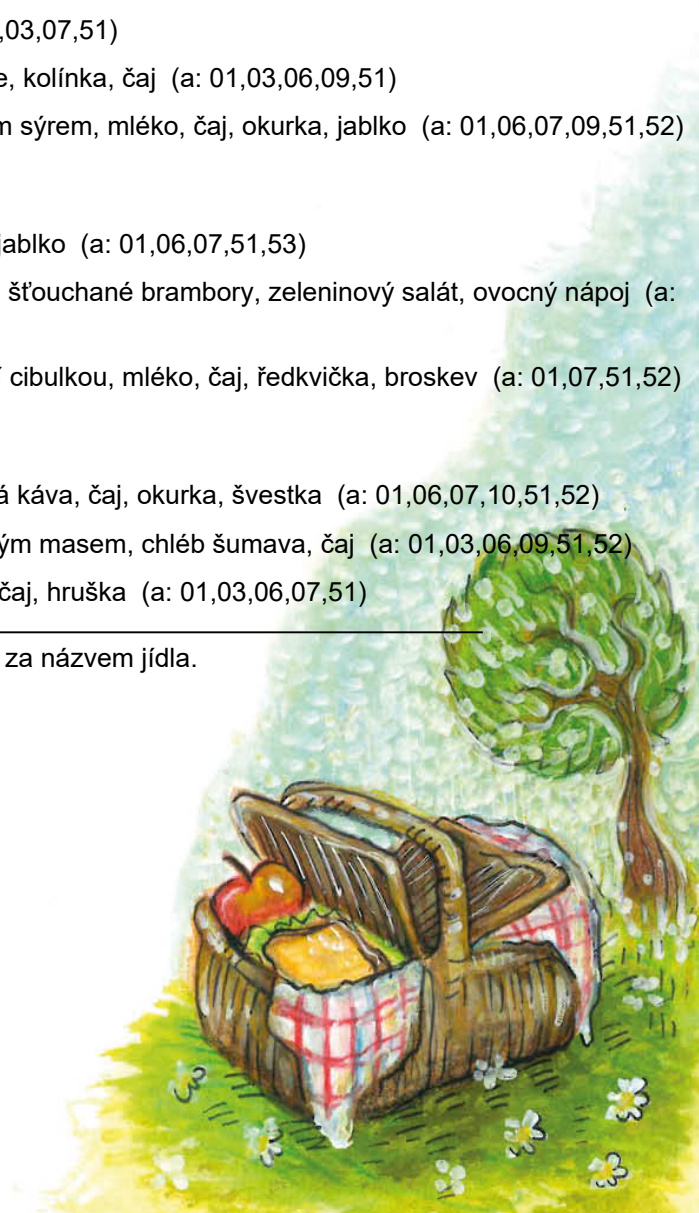 ,03,07,51)
e, kolínka, čaj (a: 01,03,06,09,51)
m sýrem, mléko, čaj, okurka, jablko (a: 01,06,07,09,51,52)
jablko (a: 01,06,07,51,53)
šťouchané brambory, zeleninový salát, ovocný nápoj (a:
í cibulkou, mléko, čaj, ředkvička, broskev (a: 01,07,51,52)
á káva, čaj, okurka, švestka (a: 01,06,07,10,51,52)
ým masem, chléb šumava, čaj (a: 01,03,06,09,51,52)
čaj, hruška (a: 01,03,06,07,51)
za názvem jídla.